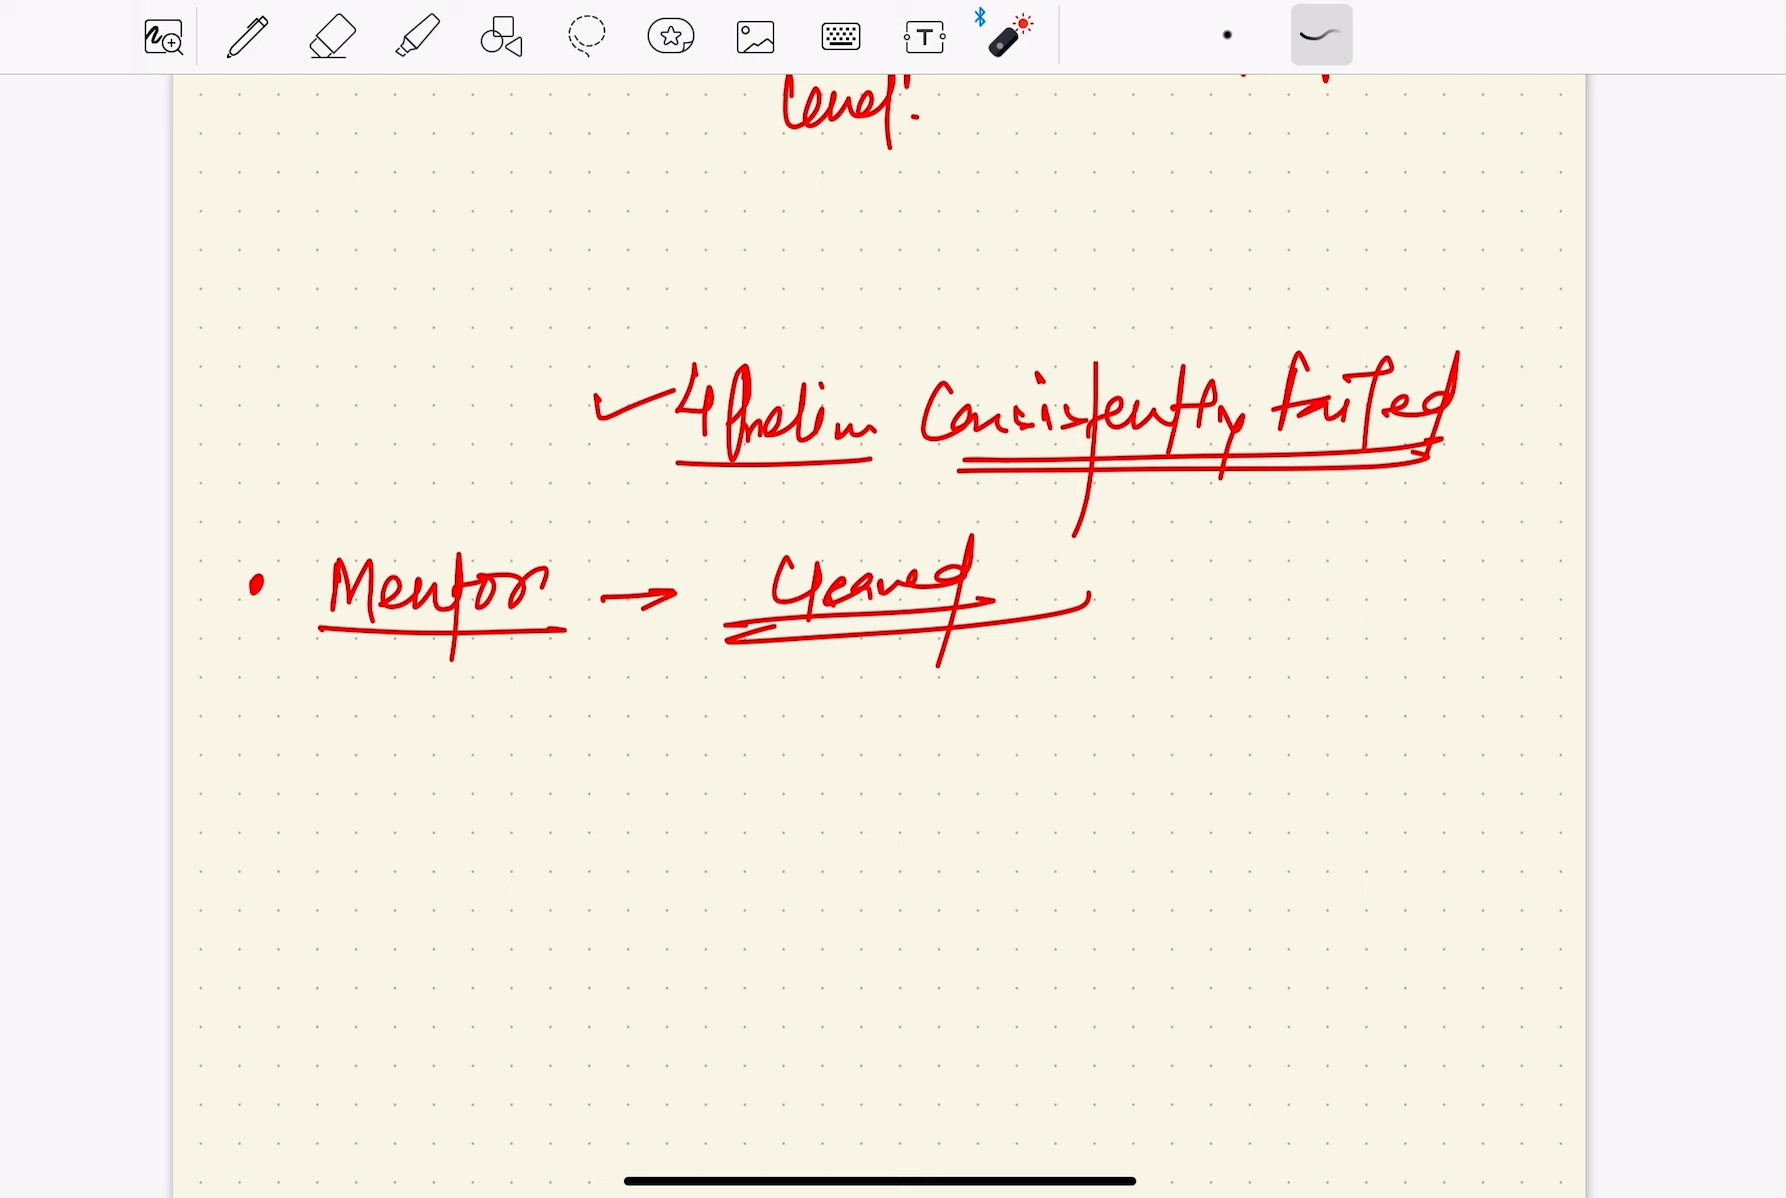 level!
✓ 4 Prelim Consistently failed
• Mentor → Cleared